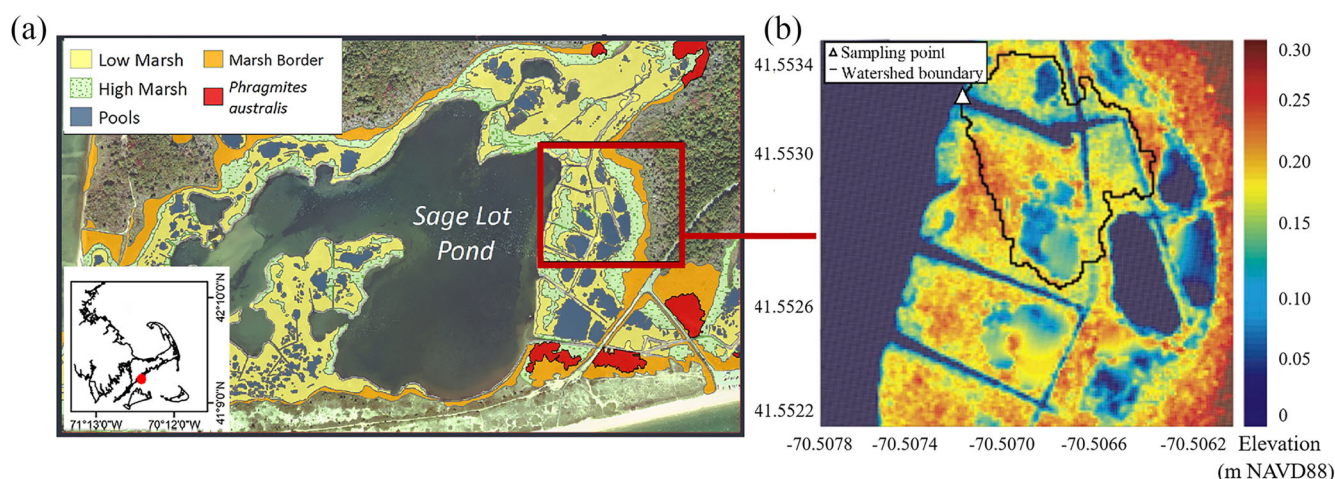 (a)
Low Marsh
High Marsh
Pools
Marsh Border
Phragmites
australis
Sage Lot
Pond
42°10'0"N
41°9'0"N
71°13'0"W
70°12'0"W
(b)
Sampling point
Watershed boundary
41.5534
41.5530
41.5526
41.5522
-70.5078
-70.5074
-70.5070
-70.5066
-70.5062
0.30
0.25
0.20
0.15
0.10
0.05
0
Elevation
(m NAVD88)